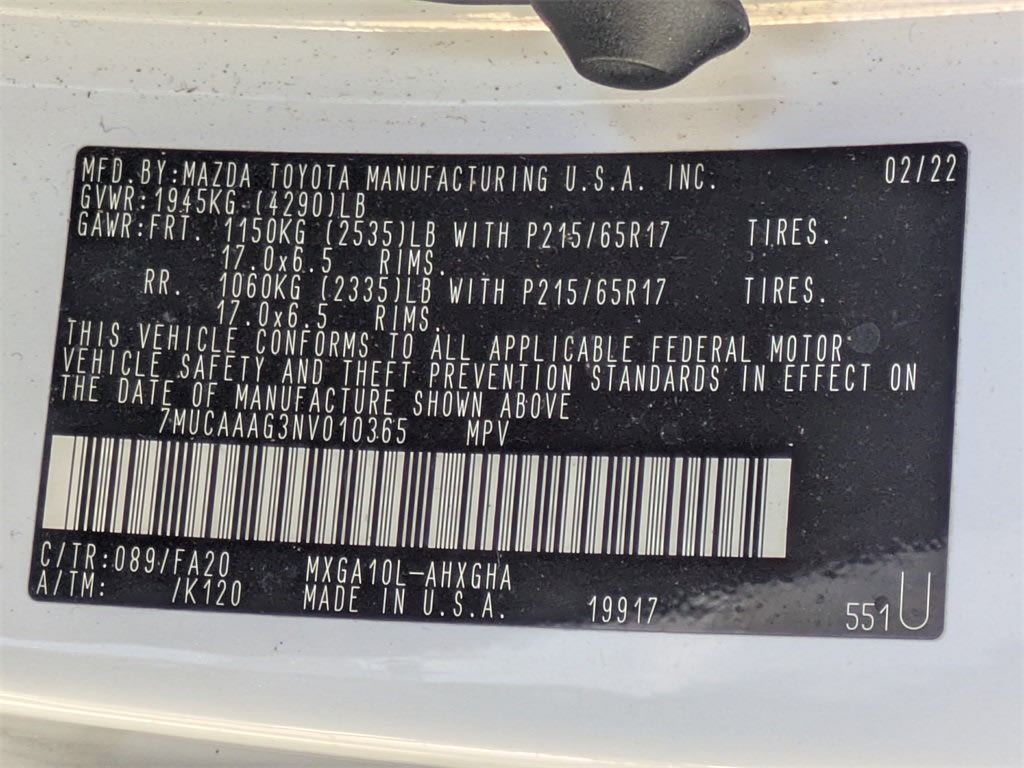 MFD. BY:MAZDA TOYOTA MANUFACTURING U.S.A. INC. 02/22
GVWR:1945KG (4290)LB
GAWR:FRT. 1150KG (2535)LB WITH P215/65R17 TIRES.
17.0x6.5 RIMS.
RR. 1060KG (2335)LB WITH P215/65R17 TIRES.
17.0x6.5 RIMS.
THIS VEHICLE CONFORMS TO ALL APPLICABLE FEDERAL MOTOR
VEHICLE SAFETY AND THEFT PREVENTION STANDARDS IN EFFECT ON
THE DATE OF MANUFACTURE SHOWN ABOVE
7MUCAAAG3NV010365 MPV
C/TR:089/FA20 MXGA10L-AHXGHA
A/TM: /K120 MADE IN U.S.A. 19917 551U